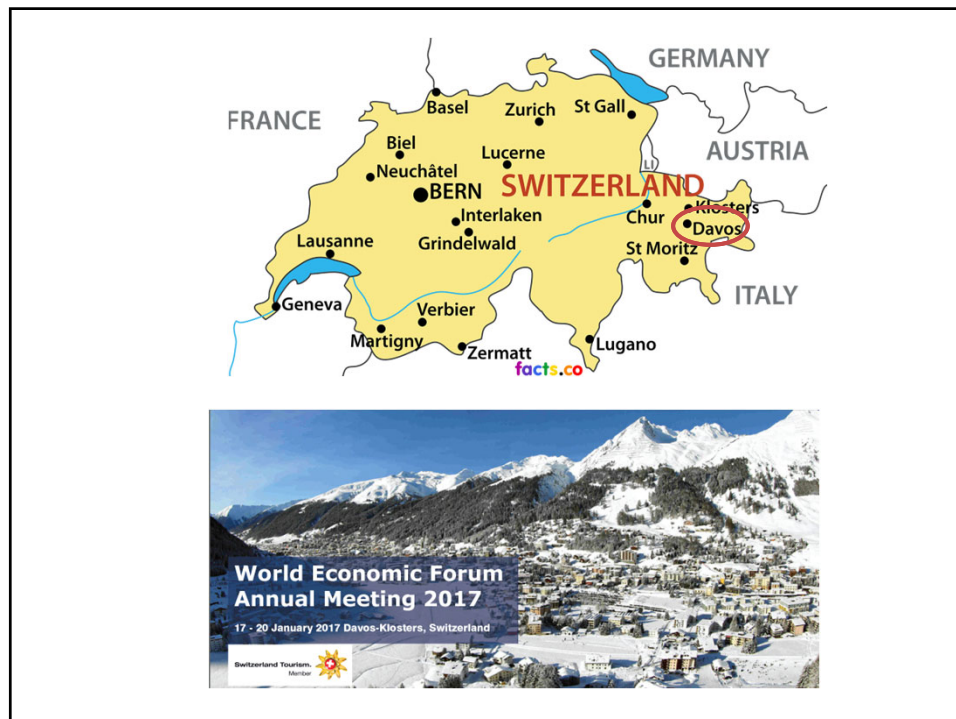 GERMANY
FRANCE
Basel
Zurich
St Gall
Biel
Lucerne
AUSTRIA
Neuchâtel
LI
SWITZERLAND
BERN
Klosters
Chur
Interlaken
Davos
Grindelwald
Lausanne
St Moritz
ITALY
Geneva
Verbier
Martigny
Zermatt
Lugano
facts.co
World Economic Forum
Annual Meeting 2017
17 - 20 January 2017 Davos-Klosters, Switzerland
Switzerland Tourism.
Member